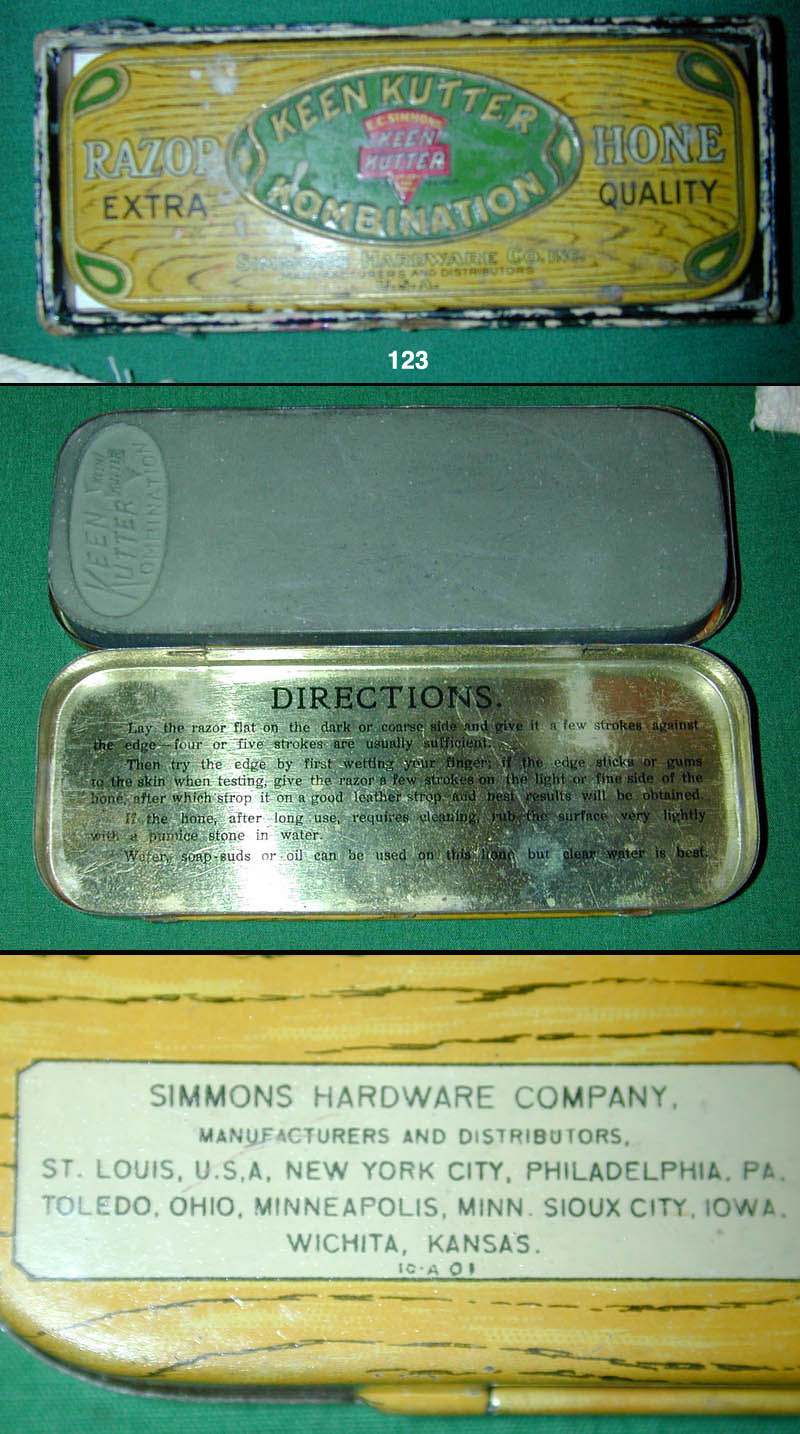 KEEN KUTTER
E.C. SIMMONS
KEEN
KUTTER
KOMBINATION
RAZOR
EXTRA
HONE
QUALITY
SIMMONS HARDWARE CO. INC.
MANUFACTURERS AND DISTRIBUTORS
U.S.A.
123
KEEN
KUTTER
KEEN
KUTTER
KOMBINATION
DIRECTIONS.
Lay the razor flat on the dark or coarse side and give it a few strokes against
the edge—four or five strokes are usually sufficient.
Then try the edge by first wetting your finger; if the edge sticks or gums
to the skin when testing, give the razor a few strokes on the light or fine side of the
hone, after which strop it on a good leather strop, and best results will be obtained.
If the hone, after long use, requires cleaning, rub the surface very lightly
with a pumice stone in water.
Water, soap-suds or oil can be used on this hone but clear water is best.
SIMMONS HARDWARE COMPANY,
MANUFACTURERS AND DISTRIBUTORS,
ST. LOUIS, U.S.A, NEW YORK CITY, PHILADELPHIA. PA.
TOLEDO, OHIO, MINNEAPOLIS, MINN. SIOUX CITY, IOWA.
WICHITA, KANSAS.